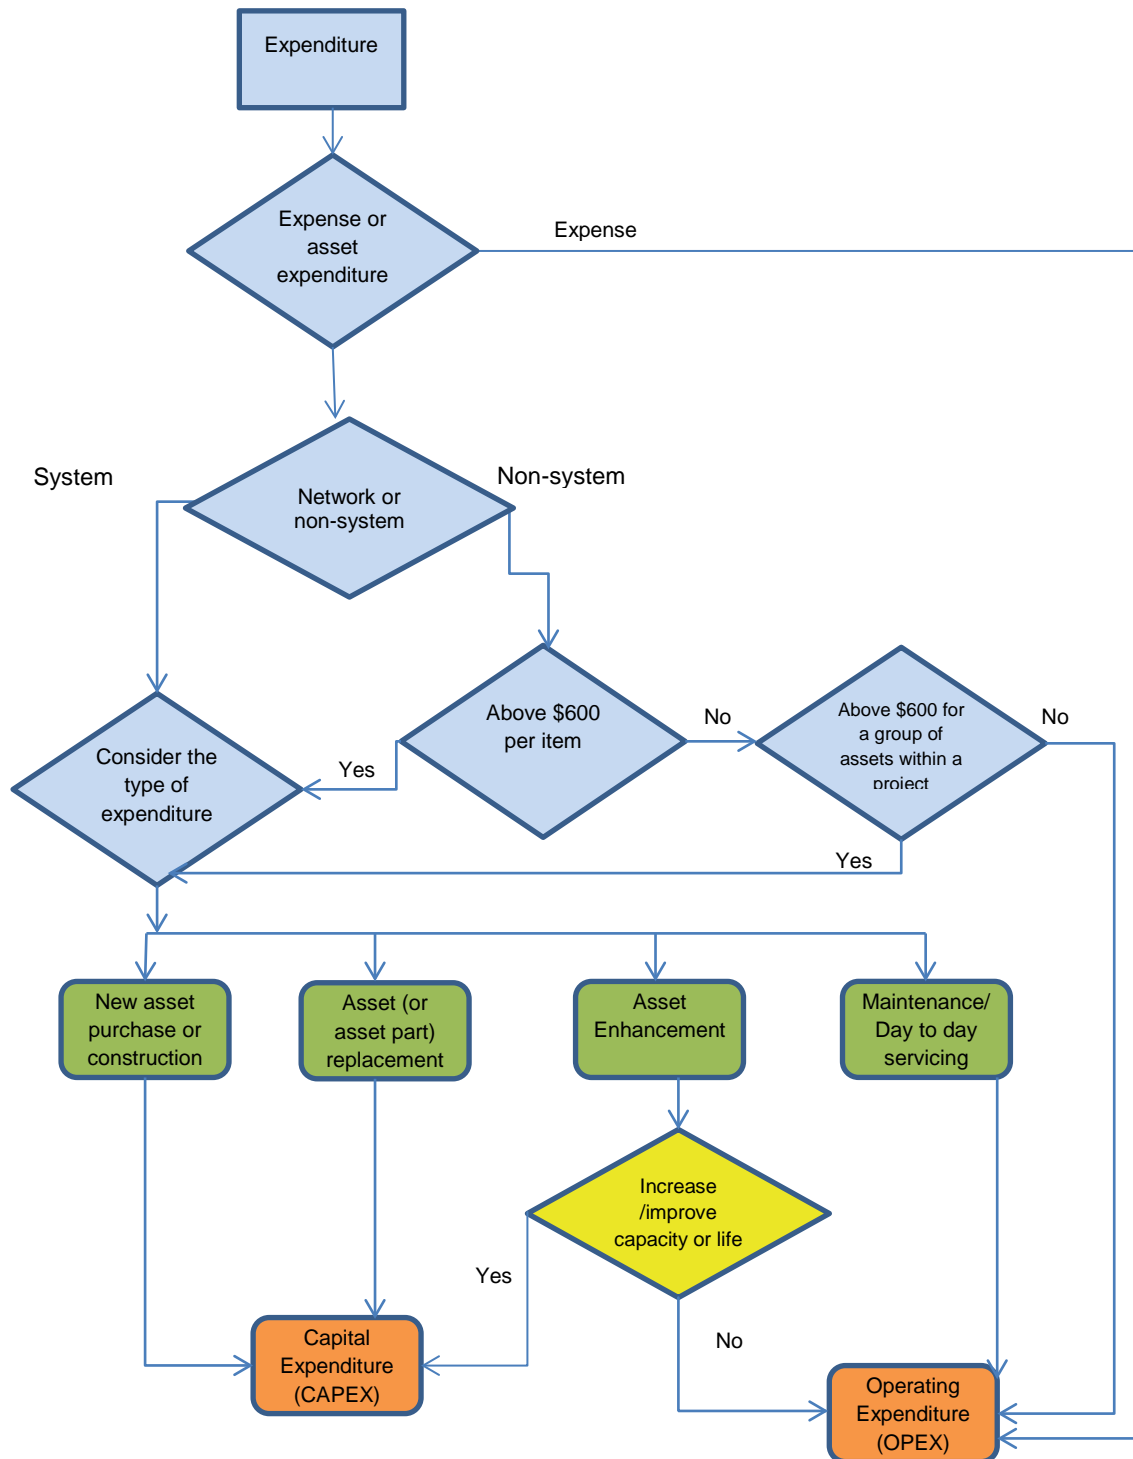 Expenditure
Expense or
asset
expenditure
Expense
System
Non-system
Network or
non-system
Above $600
per item
No
Above $600 for
a group of
assets within a
project
No
Consider the
type of
expenditure
Yes
Yes
New asset
purchase or
construction
Asset (or
asset part)
replacement
Asset
Enhancement
Maintenance/
Day to day
servicing
Increase
/improve
capacity or life
Yes
No
Capital
Expenditure
(CAPEX)
Operating
Expenditure
(OPEX)